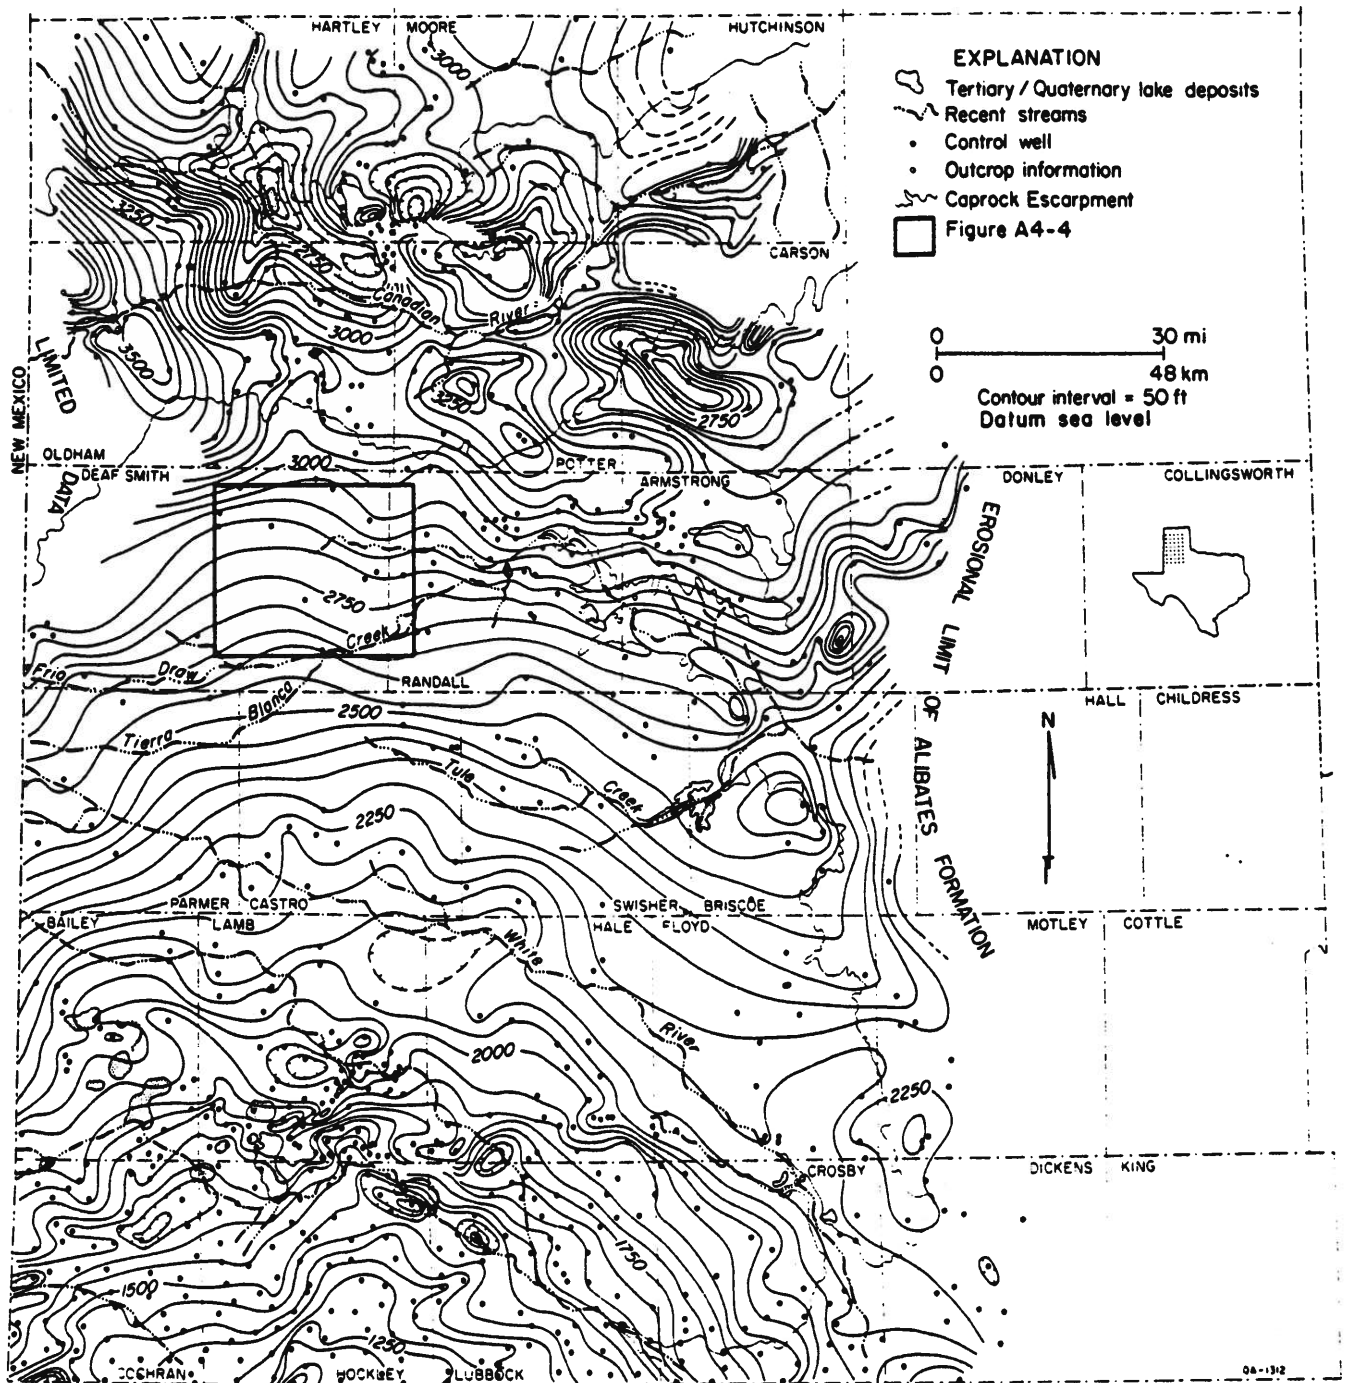 HARTLEY MOORE HUTCHINSON
3000
EXPLANATION
Tertiary / Quaternary lake deposits
Recent streams
Control well
Outcrop information
Caprock Escarpment
Figure A4-4
3250
2750
CARSON
Canadian River
3000
0 30 mi
0 48 km
Contour interval = 50 ft
Datum sea level
3500
LIMITED DATA
NEW MEXICO
3250
2750
OLDHAM
DEAF SMITH
3000
POTTER
ARMSTRONG
DONLEY
COLLINGSWORTH
EROSIONAL LIMIT OF ALIBATES FORMATION
2750
Frio Draw
Creek
RANDALL
Blanca
Tierra
2500
HALL CHILDRESS
N
Tule Creek
2250
PARMER CASTRO
SWISHER BRISCOE
BAILEY LAMB
HALE FLOYD
MOTLEY COTTLE
White River
2000
2250
CROSBY
DICKENS KING
1750
1500
1250
COCHRAN HOCKLEY LUBBOCK
QA-1312